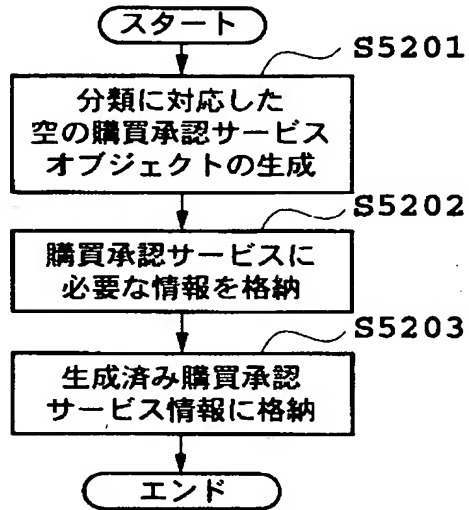 スタート
S5201
分類に対応した
空の購買承認サービス
オブジェクトの生成
S5202
購買承認サービスに
必要な情報を格納
S5203
生成済み購買承認
サービス情報に格納
エンド